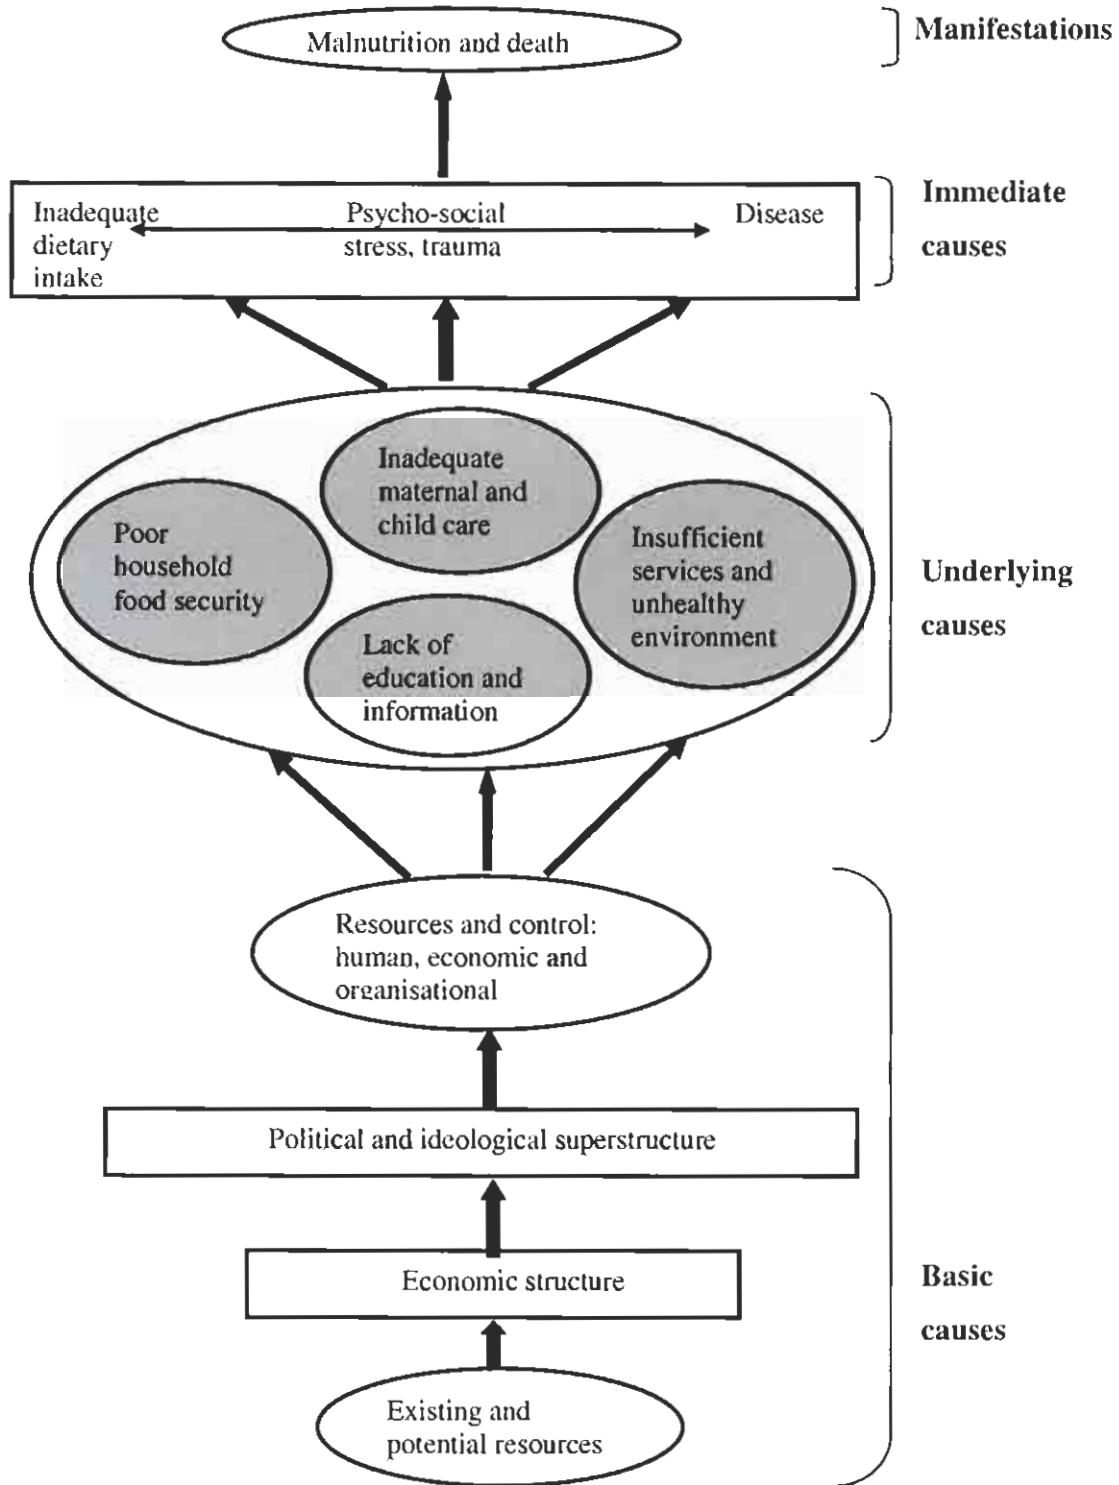 Malnutrition and death
Manifestations
Inadequate
dietary
intake
Psycho-social
stress, trauma
Disease
Immediate
causes
Inadequate
maternal and
child care
Poor
household
food security
Insufficient
services and
unhealthy
environment
Lack of
education and
information
Underlying
causes
Resources and control:
human, economic and
organisational
Political and ideological superstructure
Economic structure
Existing and
potential resources
Basic
causes